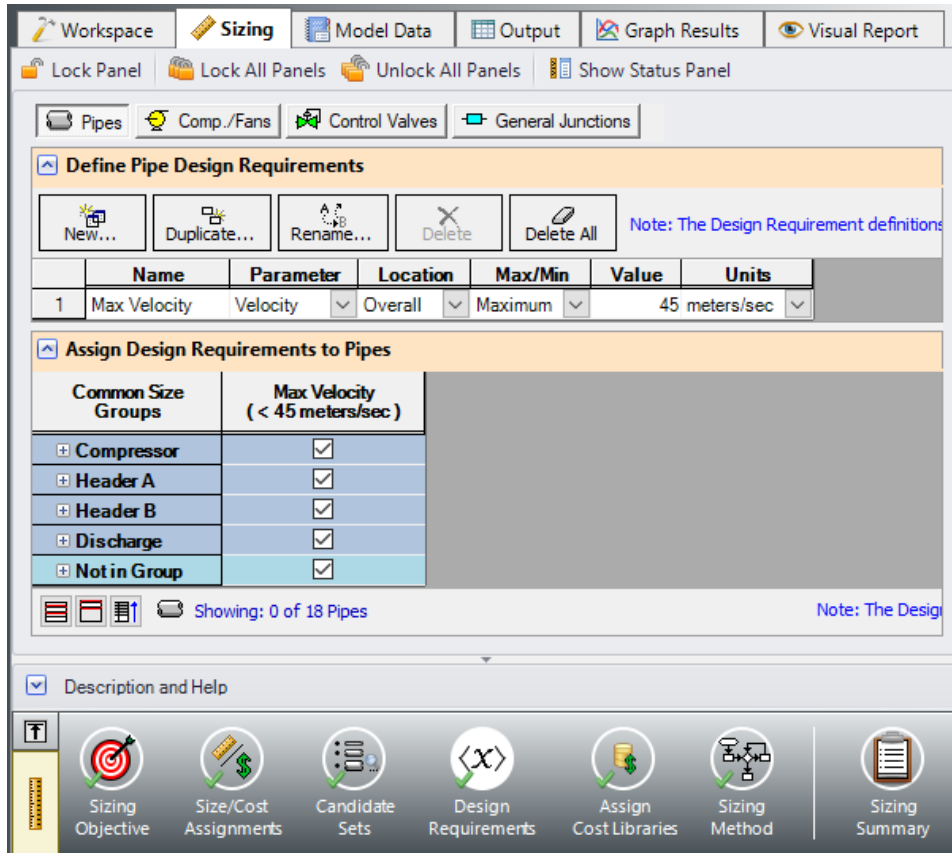 Workspace Sizing Model Data Output Graph Results Visual Report
Lock Panel Lock All Panels Unlock All Panels Show Status Panel
Pipes Comp./Fans Control Valves General Junctions
Define Pipe Design Requirements
New... Duplicate... Rename... Delete Delete All Note: The Design Requirement definitions
Name Parameter Location Max/Min Value Units
1 Max Velocity Velocity Overall Maximum 45 meters/sec
Assign Design Requirements to Pipes
Common Size Max Velocity
Groups ( < 45 meters/sec )
Compressor
Header A
Header B
Discharge
Not in Group
Showing: 0 of 18 Pipes Note: The Desig
Description and Help
Sizing Size/Cost Candidate Design Assign Sizing Sizing
Objective Assignments Sets Requirements Cost Libraries Method Summary